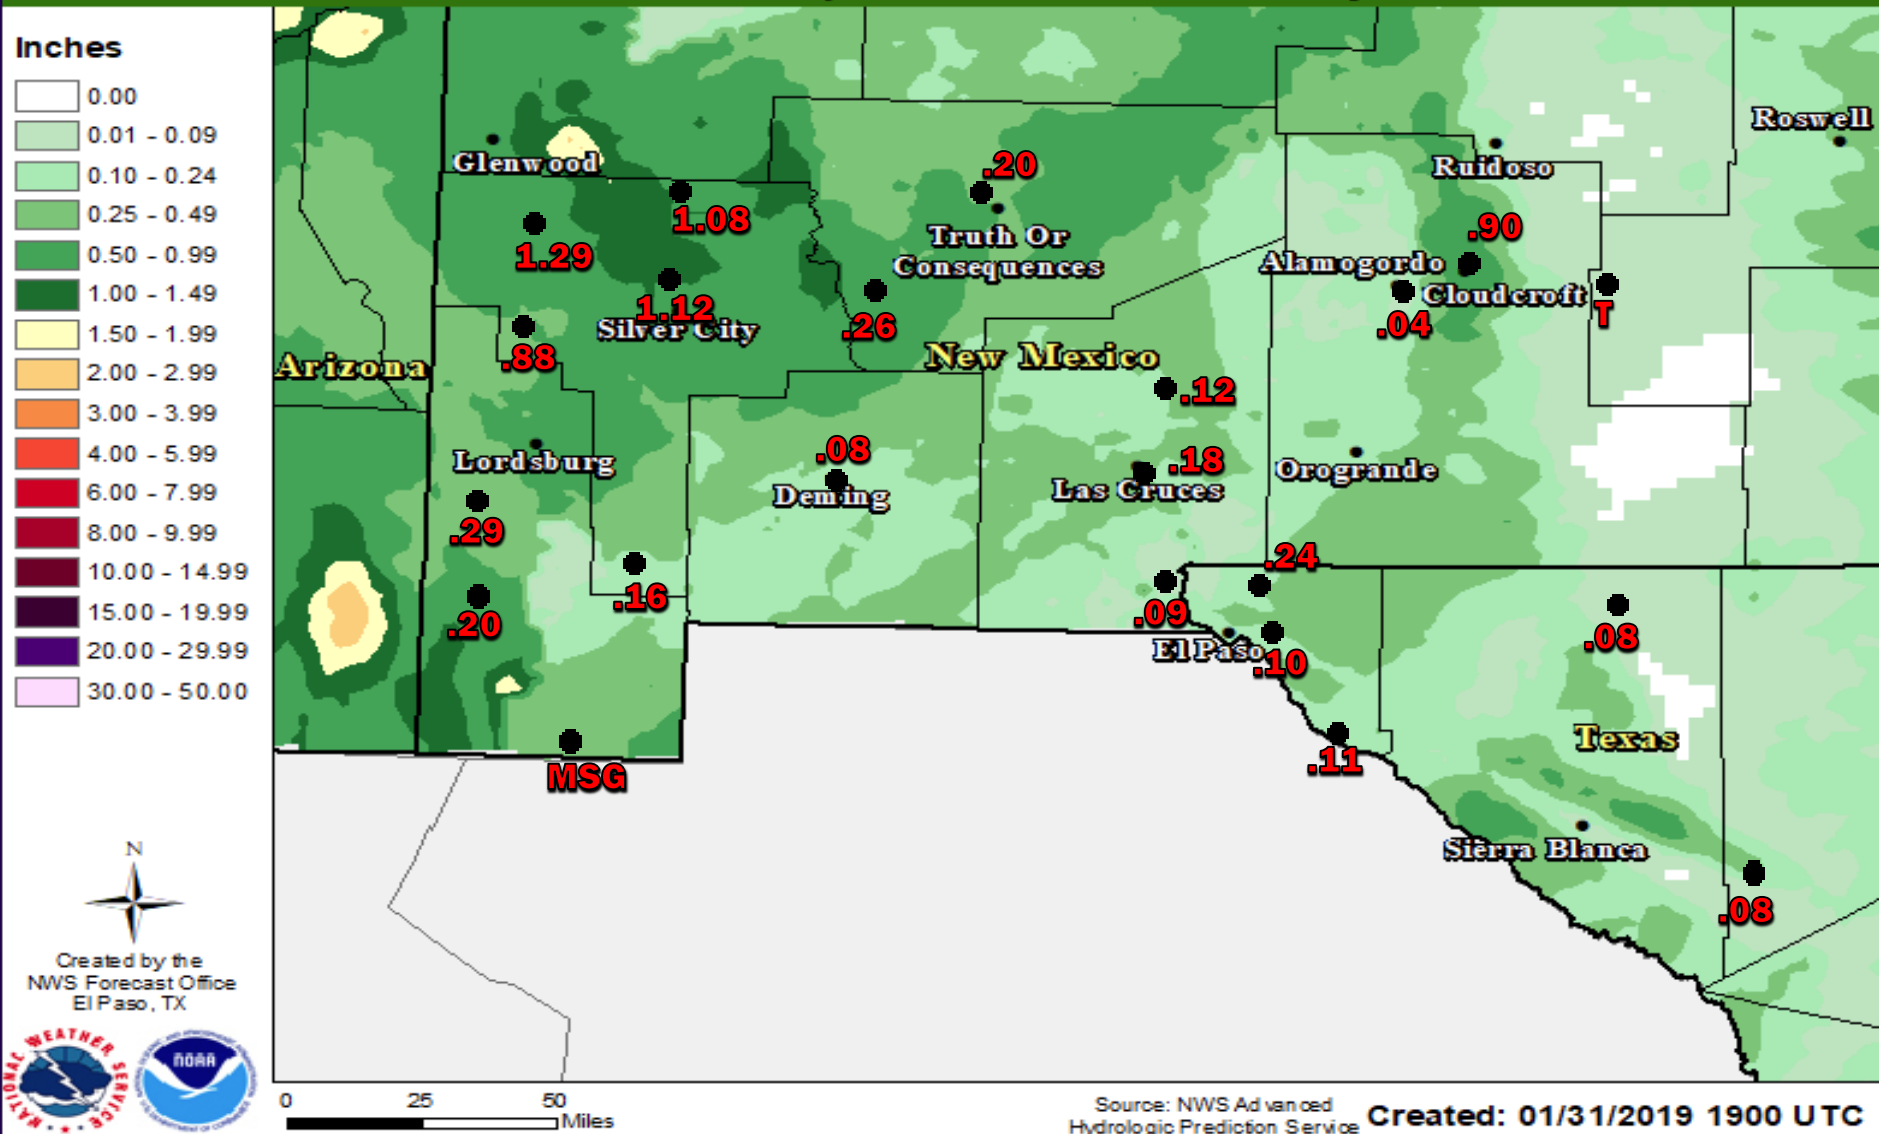 Inches
0.00
0.01 - 0.09
0.10 - 0.24
0.25 - 0.49
0.50 - 0.99
1.00 - 1.49
1.50 - 1.99
2.00 - 2.99
3.00 - 3.99
4.00 - 5.99
6.00 - 7.99
8.00 - 9.99
10.00 - 14.99
15.00 - 19.99
20.00 - 29.99
30.00 - 50.00
N
Created by the
NWS Forecast Office
El Paso, TX
NATIONAL WEATHER SERVICE
NOAA
Roswell
Glenwood
Ruidoso
.20
1.08
1.29
Truth Or
Consequences
.90
Alamogordo
Cloudcroft
T
.04
1.12
Silver City
.26
.88
Arizona
New Mexico
.12
.08
Deming
.18
Las Cruces
Orogrande
Lordsburg
.29
.24
.16
.20
.09
El Paso
.10
.08
MSG
.11
Texas
Sierra Blanca
.08
0 25 50
Miles
Source: NWS Advanced
Hydrologic Prediction Service
Created: 01/31/2019 1900 UTC